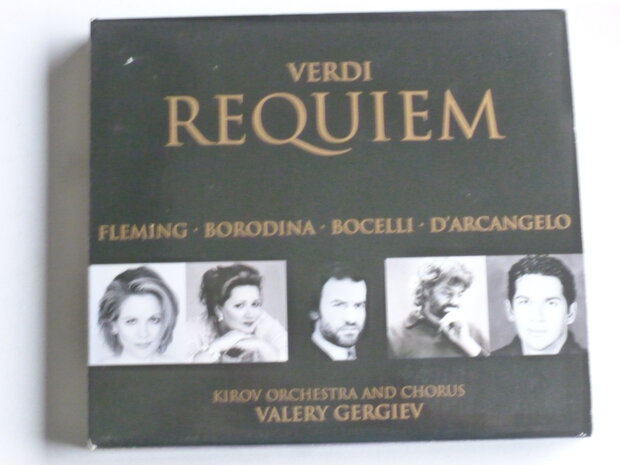 VERDI
REQUIEM
FLEMING · BORODINA · BOCELLI · D'ARCANGELO
KIROV ORCHESTRA AND CHORUS
VALERY GERGIEV